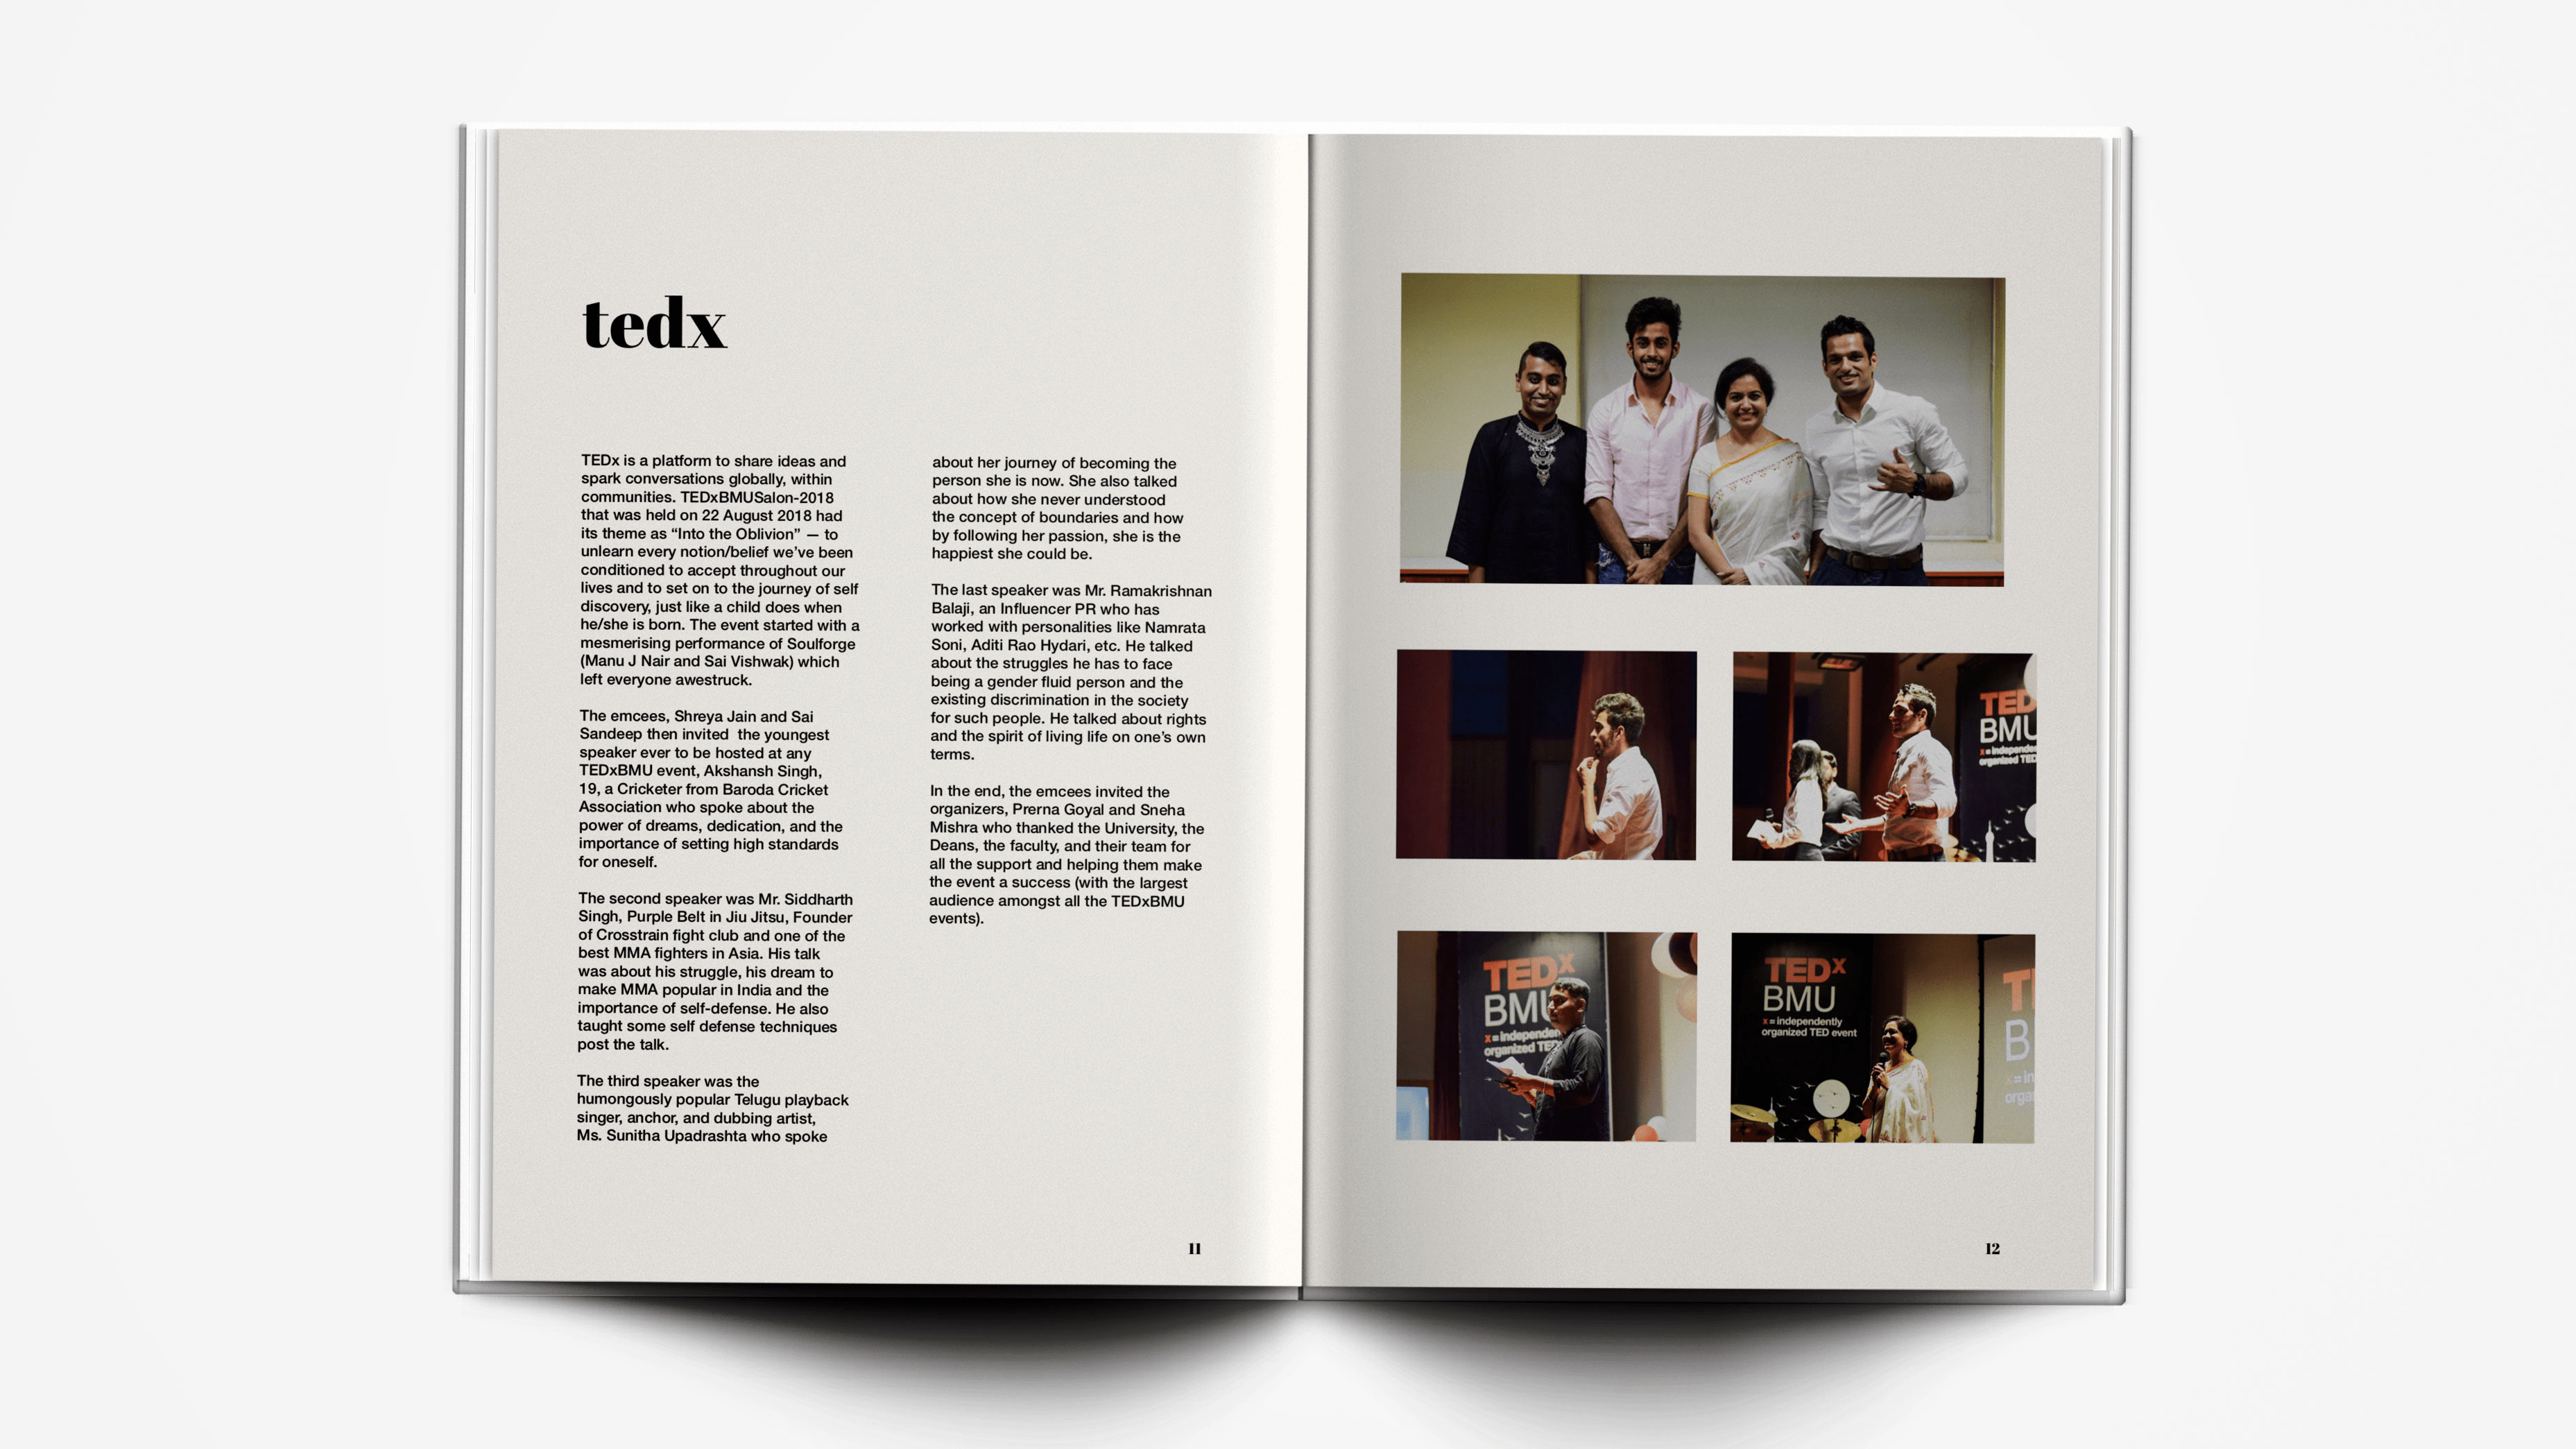 tedx
TEDx is a platform to share ideas and
spark conversations globally, within
communities. TEDxBMUSalon-2018
that was held on 22 August 2018 had
its theme as “Into the Oblivion” — to
unlearn every notion/belief we’ve been
conditioned to accept throughout our
lives and to set on to the journey of self
discovery, just like a child does when
he/she is born. The event started with a
mesmerising performance of Soulforge
(Manu J Nair and Sai Vishwak) which
left everyone awestruck.
The emcees, Shreya Jain and Sai
Sandeep then invited  the youngest
speaker ever to be hosted at any
TEDxBMU event, Akshansh Singh,
19, a Cricketer from Baroda Cricket
Association who spoke about the
power of dreams, dedication, and the
importance of setting high standards
for oneself.
The second speaker was Mr. Siddharth
Singh, Purple Belt in Jiu Jitsu, Founder
of Crosstrain fight club and one of the
best MMA fighters in Asia. His talk
was about his struggle, his dream to
make MMA popular in India and the
importance of self-defense. He also
taught some self defense techniques
post the talk.
The third speaker was the
humongously popular Telugu playback
singer, anchor, and dubbing artist,
Ms. Sunitha Upadrashta who spoke
about her journey of becoming the
person she is now. She also talked
about how she never understood
the concept of boundaries and how
by following her passion, she is the
happiest she could be.
The last speaker was Mr. Ramakrishnan
Balaji, an Influencer PR who has
worked with personalities like Namrata
Soni, Aditi Rao Hydari, etc. He talked
about the struggles he has to face
being a gender fluid person and the
existing discrimination in the society
for such people. He talked about rights
and the spirit of living life on one’s own
terms.
In the end, the emcees invited the
organizers, Prerna Goyal and Sneha
Mishra who thanked the University, the
Deans, the faculty, and their team for
all the support and helping them make
the event a success (with the largest
audience amongst all the TEDxBMU
events).
11
TED
BMU
x = independen
organized TED
TEDx
BMU
x = independen
organized TED
TEDx
BMU
x = independently
organized TED event
T
B
x = in
orga
12